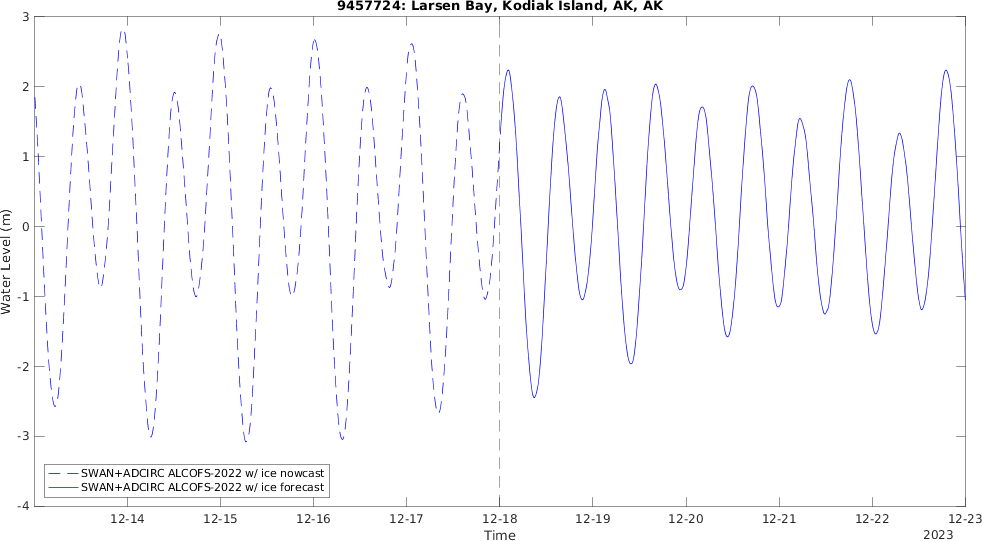 9457724: Larsen Bay, Kodiak Island, AK, AK
3
2
1
0
-1
-2
-3
-4
Water Level (m)
SWAN+ADCIRC ALCOFS-2022 w/ ice nowcast
SWAN+ADCIRC ALCOFS-2022 w/ ice forecast
12-14 12-15 12-16 12-17 12-18 12-19 12-20 12-21 12-22 12-23
Time
2023